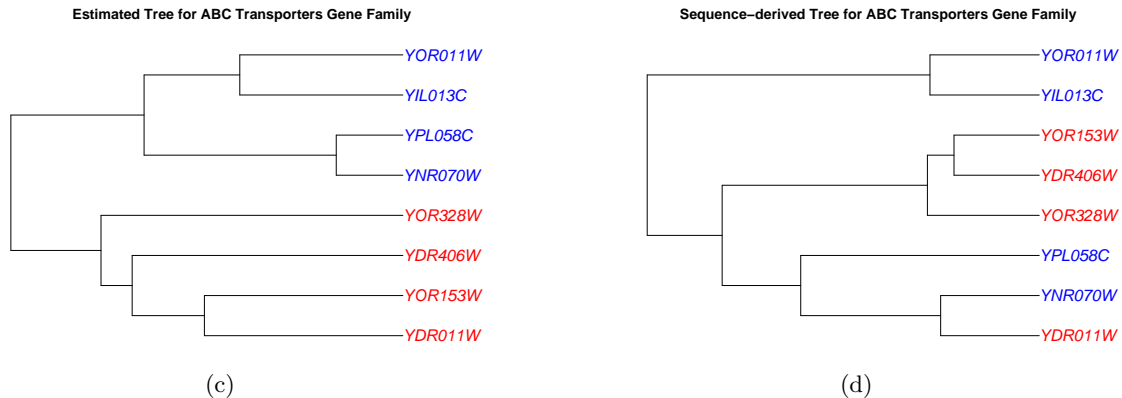 Estimated Tree for ABC Transporters Gene Family
YOR011W
YIL013C
YPL058C
YNR070W
YOR328W
YDR406W
YOR153W
YDR011W
(c)
Sequence−derived Tree for ABC Transporters Gene Family
YOR011W
YIL013C
YOR153W
YDR406W
YOR328W
YPL058C
YNR070W
YDR011W
(d)